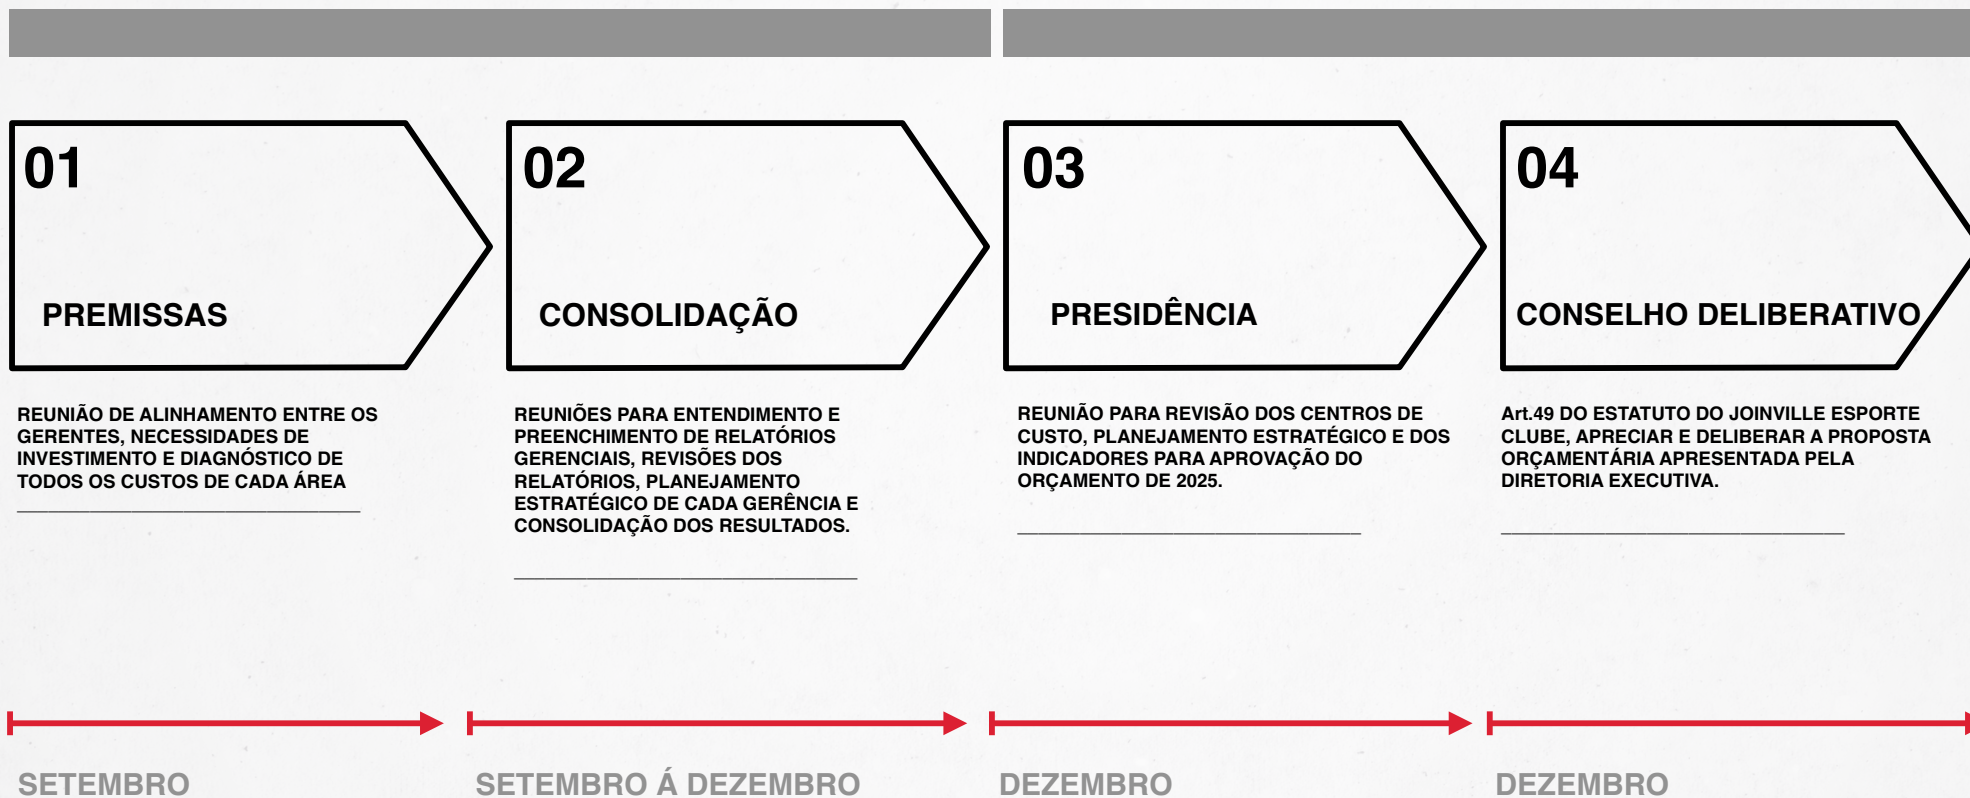 01
PREMISSAS
REUNIÃO DE ALINHAMENTO ENTRE OS
GERENTES, NECESSIDADES DE
INVESTIMENTO E DIAGNÓSTICO DE
TODOS OS CUSTOS DE CADA ÁREA
SETEMBRO
02
CONSOLIDAÇÃO
REUNIÕES PARA ENTENDIMENTO E
PREENCHIMENTO DE RELATÓRIOS
GERENCIAIS, REVISÕES DOS
RELATÓRIOS, PLANEJAMENTO
ESTRATÉGICO DE CADA GERÊNCIA E
CONSOLIDAÇÃO DOS RESULTADOS.
SETEMBRO Á DEZEMBRO
03
PRESIDÊNCIA
REUNIÃO PARA REVISÃO DOS CENTROS DE
CUSTO, PLANEJAMENTO ESTRATÉGICO E DOS
INDICADORES PARA APROVAÇÃO DO
ORÇAMENTO DE 2025.
DEZEMBRO
04
CONSELHO DELIBERATIVO
Art.49 DO ESTATUTO DO JOINVILLE ESPORTE
CLUBE, APRECIAR E DELIBERAR A PROPOSTA
ORÇAMENTÁRIA APRESENTADA PELA
DIRETORIA EXECUTIVA.
DEZEMBRO